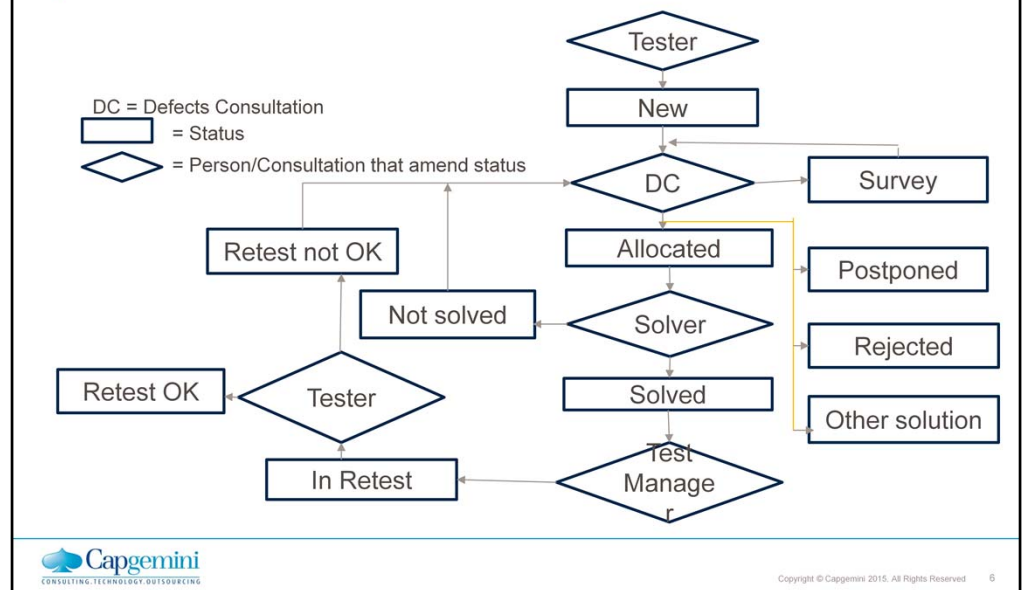 Tester
New
DC = Defects Consultation
= Status
= Person/Consultation that amend status
DC
Survey
Retest not OK
Allocated
Postponed
Not solved
Solver
Rejected
Retest OK
Tester
Solved
Other solution
In Retest
Test
Manage
r
Capgemini
CONSULTING.TECHNOLOGY.OUTSOURCING
Copyright © Capgemini 2015. All Rights Reserved
6